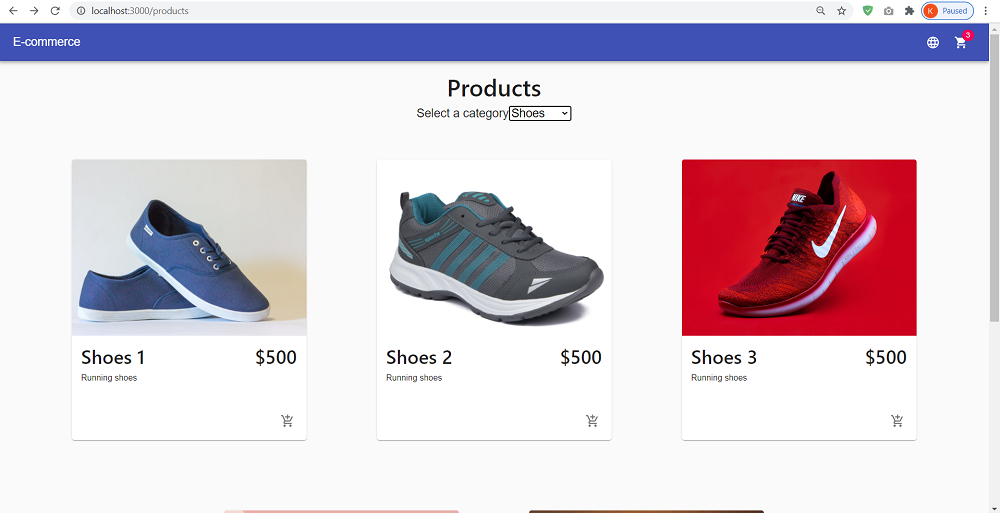 localhost:3000/products
K Paused
E-commerce
3
Products
Select a category Shoes
NIKE
Shoes 1 $500
Running shoes
Shoes 2 $500
Running shoes
Shoes 3 $500
Running shoes